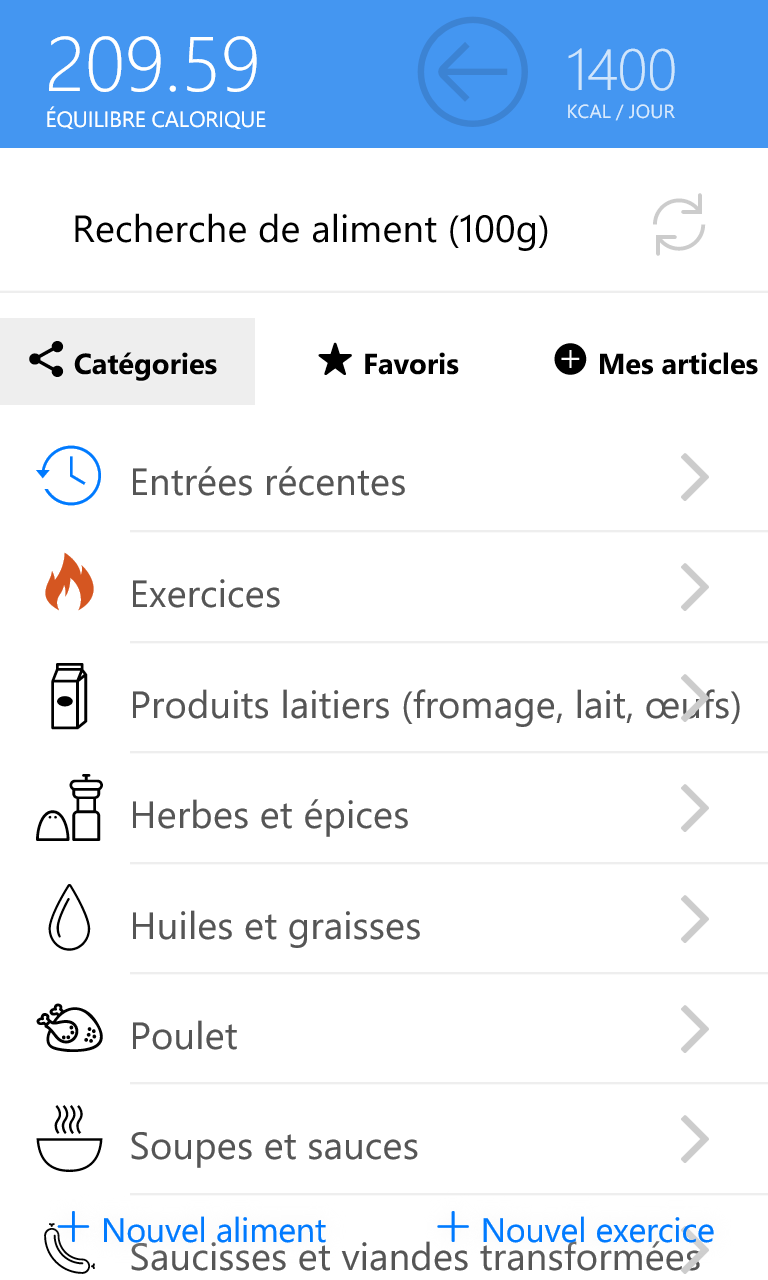 209.59
ÉQUILIBRE CALORIQUE
1400
KCAL / JOUR
Recherche de aliment (100g)
Catégories
Favoris
Mes articles
Entrées récentes
Exercices
Produits laitiers (fromage, lait, œufs)
Herbes et épices
Huiles et graisses
Poulet
Soupes et sauces
Nouvel aliment
Nouvel exercice
Saucisses et viandes transformées